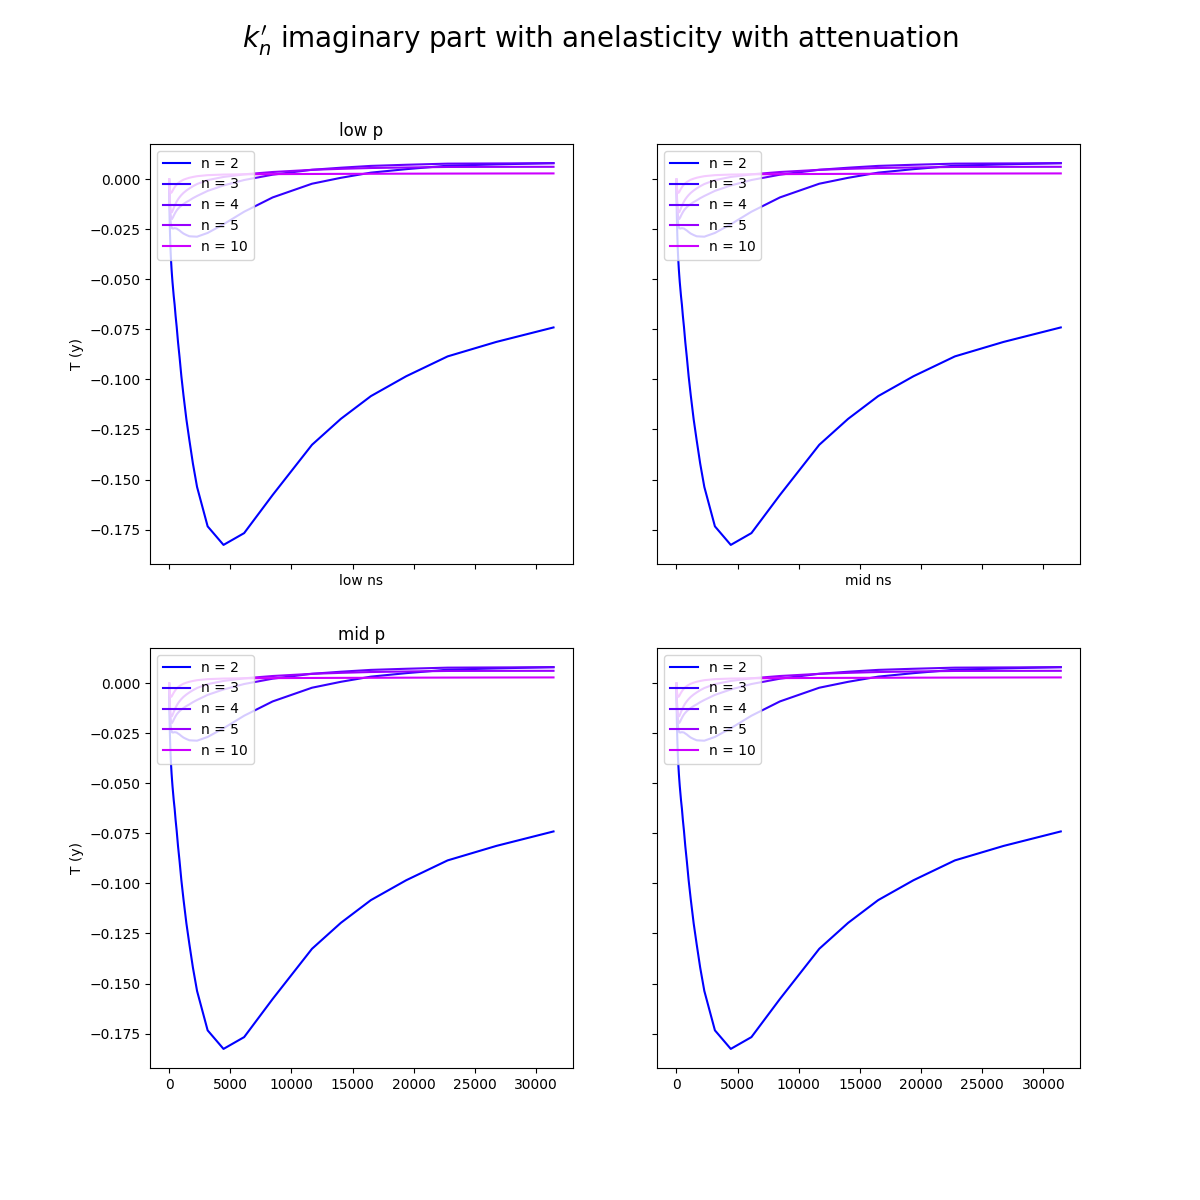 k′ₙ imaginary part with anelasticity with attenuation
low p
n = 2
n = 3
n = 4
n = 5
n = 10
n = 2
n = 3
n = 4
n = 5
n = 10
0.000
−0.025
−0.050
−0.075
−0.100
−0.125
−0.150
−0.175
T (y)
low ns
mid ns
mid p
n = 2
n = 3
n = 4
n = 5
n = 10
n = 2
n = 3
n = 4
n = 5
n = 10
0.000
−0.025
−0.050
−0.075
−0.100
−0.125
−0.150
−0.175
T (y)
0 5000 10000 15000 20000 25000 30000
0 5000 10000 15000 20000 25000 30000